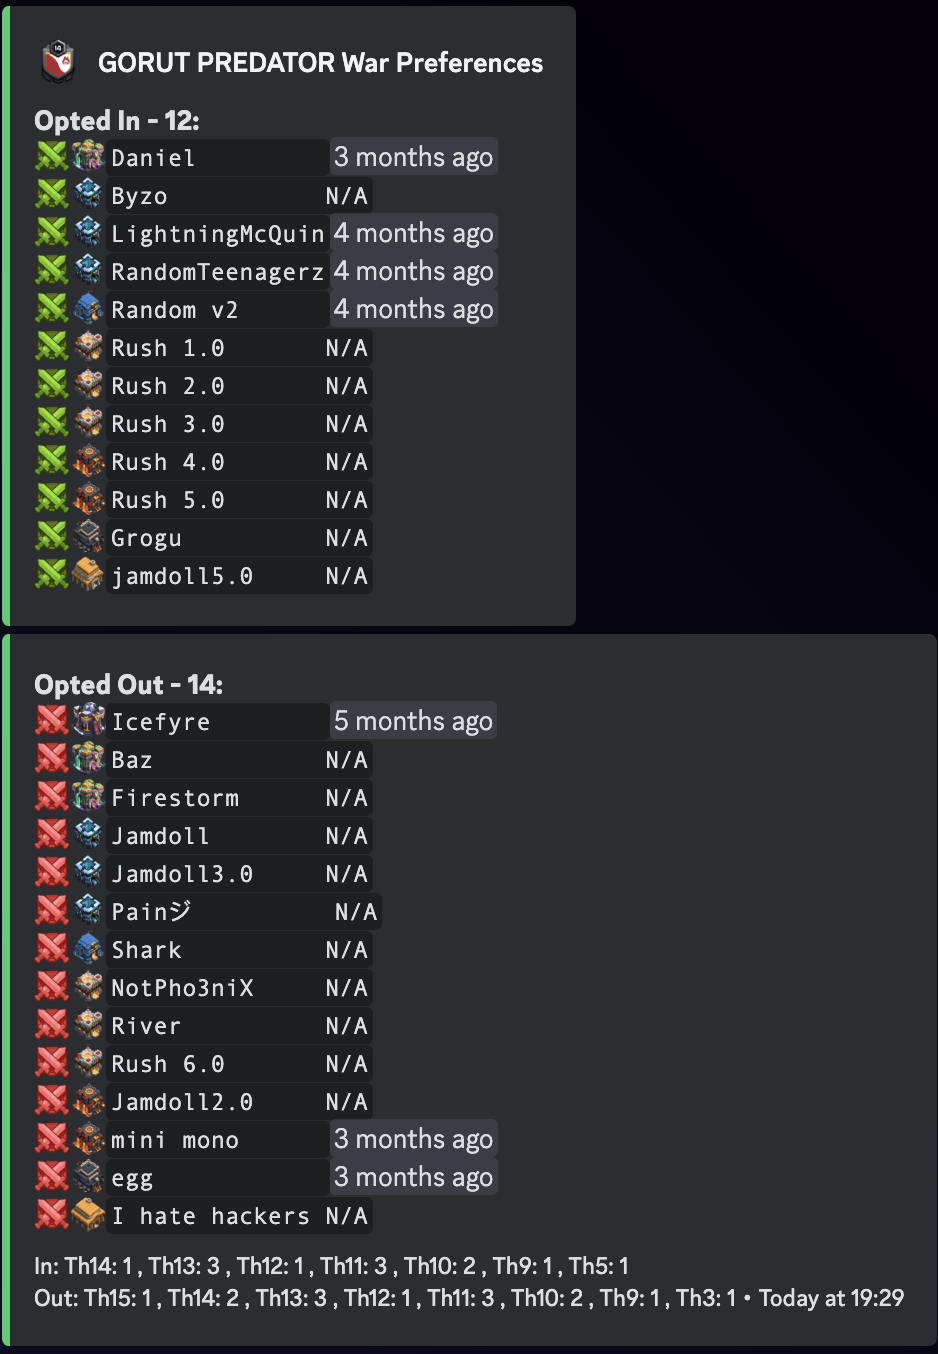 14
GORUT PREDATOR War Preferences
Opted In - 12:
Daniel 3 months ago
Byzo N/A
LightningMcQuin 4 months ago
RandomTeenagerz 4 months ago
Random v2 4 months ago
Rush 1.0 N/A
Rush 2.0 N/A
Rush 3.0 N/A
Rush 4.0 N/A
Rush 5.0 N/A
Grogu N/A
jamdoll5.0 N/A
Opted Out - 14:
Icefyre 5 months ago
Baz N/A
Firestorm N/A
Jamdoll N/A
Jamdoll3.0 N/A
Painジ N/A
Shark N/A
NotPho3niX N/A
River N/A
Rush 6.0 N/A
Jamdoll2.0 N/A
mini mono 3 months ago
egg 3 months ago
I hate hackers N/A
In: Th14: 1 , Th13: 3 , Th12: 1 , Th11: 3 , Th10: 2 , Th9: 1 , Th5: 1
Out: Th15: 1 , Th14: 2 , Th13: 3 , Th12: 1 , Th11: 3 , Th10: 2 , Th9: 1 , Th3: 1 • Today at 19:29